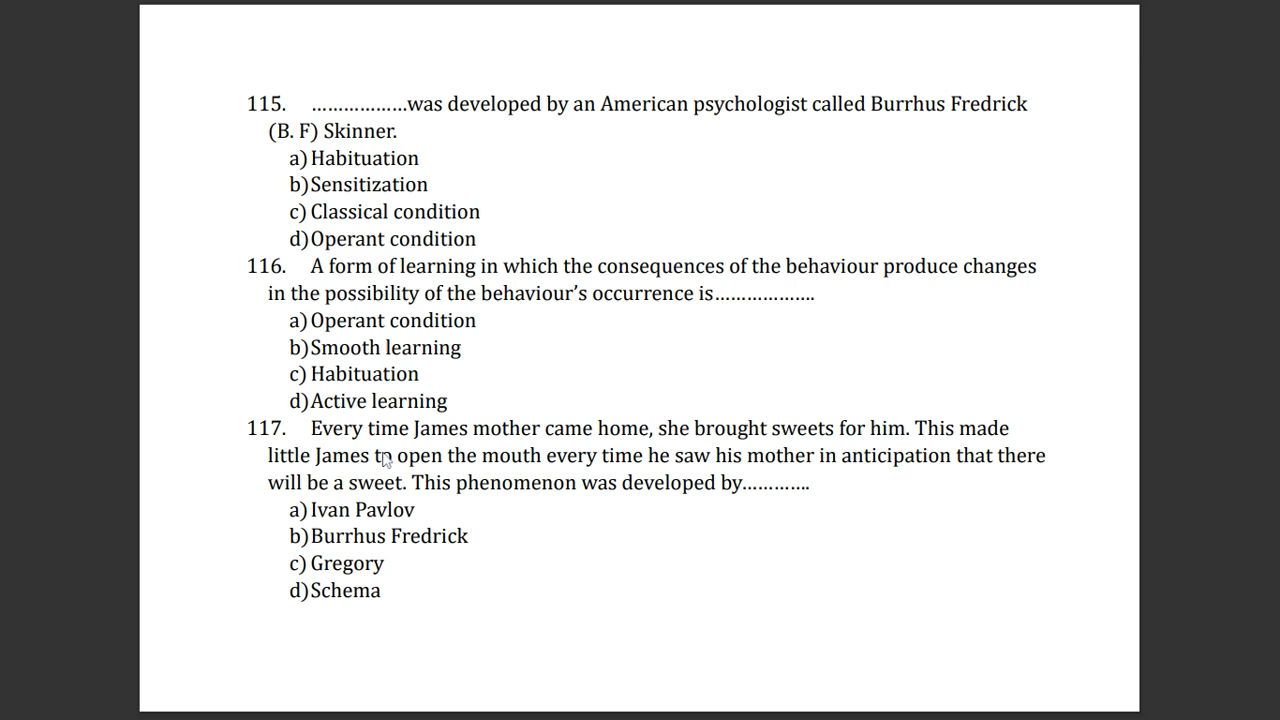 115. ………………was developed by an American psychologist called Burrhus Fredrick
(B. F) Skinner.
a) Habituation
b) Sensitization
c) Classical condition
d) Operant condition
116. A form of learning in which the consequences of the behaviour produce changes
in the possibility of the behaviour’s occurrence is……………….
a) Operant condition
b) Smooth learning
c) Habituation
d) Active learning
117. Every time James mother came home, she brought sweets for him. This made
little James to open the mouth every time he saw his mother in anticipation that there
will be a sweet. This phenomenon was developed by………….
a) Ivan Pavlov
b) Burrhus Fredrick
c) Gregory
d) Schema